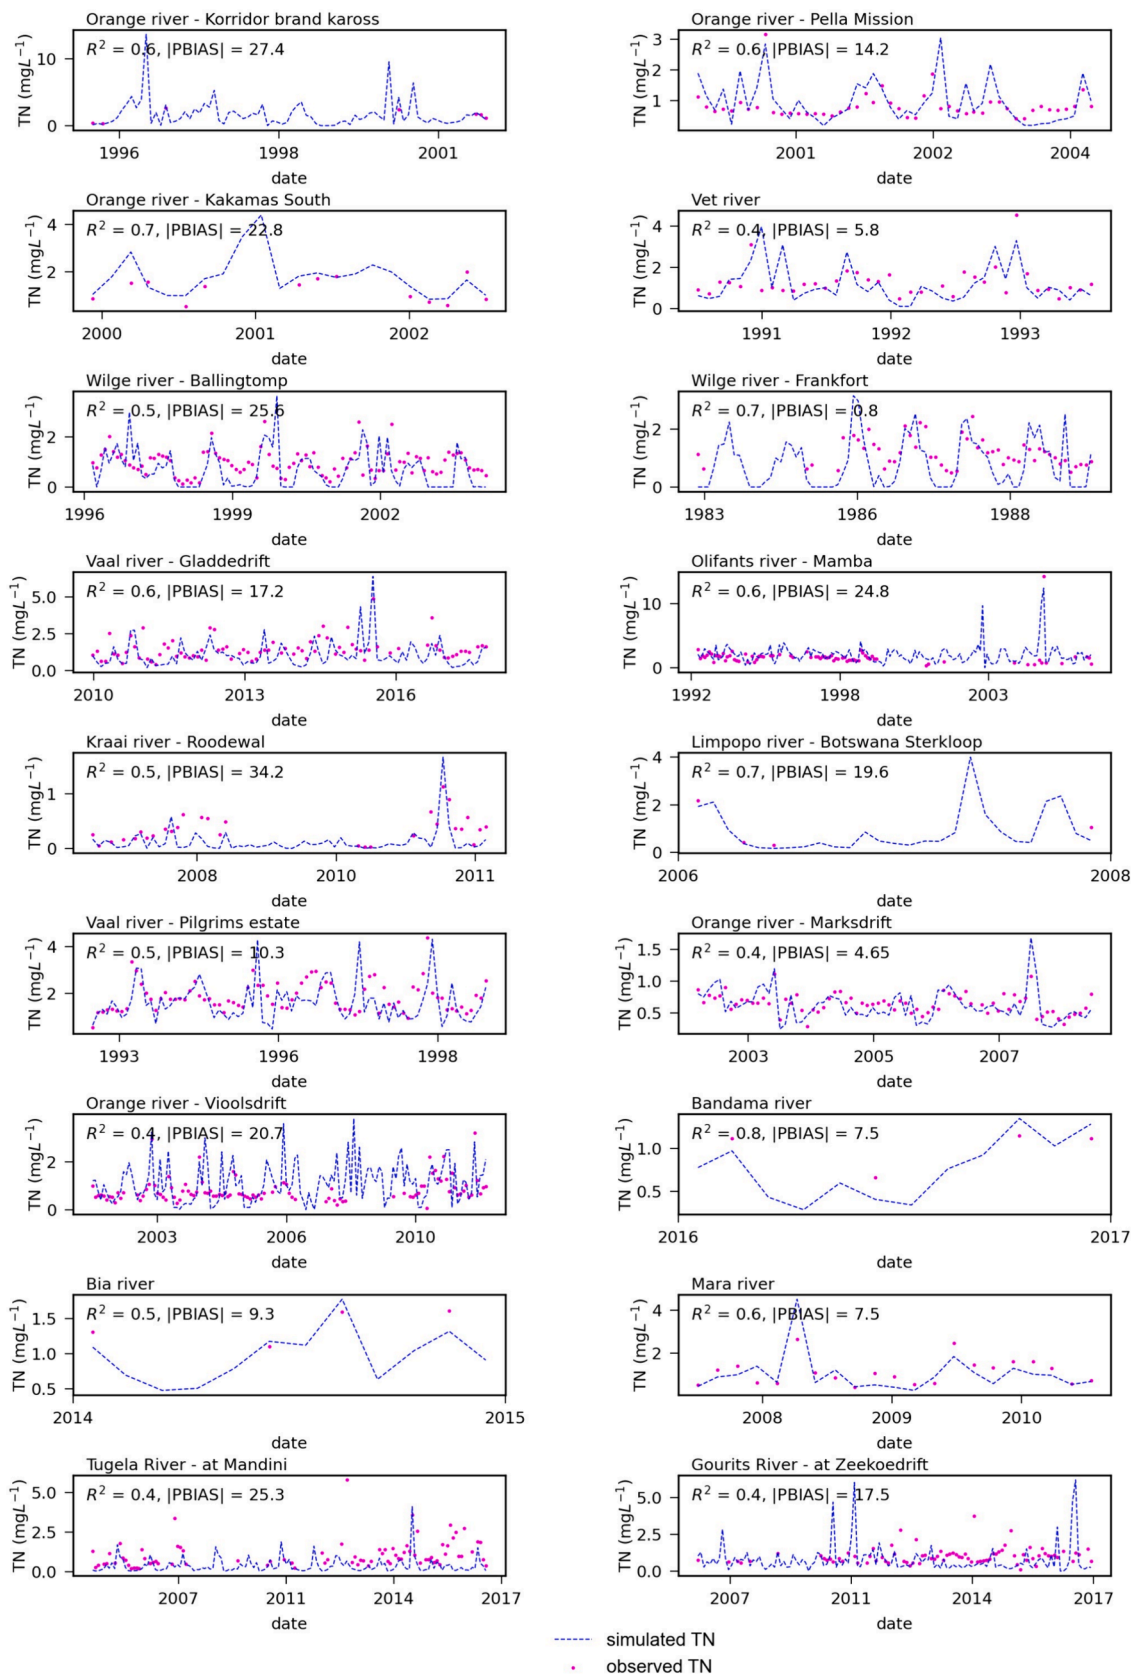 Orange river - Korridor brand kaross
R² = 0.6, |PBIAS| = 27.4
TN (mgL⁻¹)
10
0
1996 1998 2001
date
Orange river - Pella Mission
R² = 0.6, |PBIAS| = 14.2
TN (mgL⁻¹)
3
2
1
2001 2002 2004
date
Orange river - Kakamas South
R² = 0.7, |PBIAS| = 22.8
TN (mgL⁻¹)
4
2
2000 2001 2002
date
Vet river
R² = 0.4, |PBIAS| = 5.8
TN (mgL⁻¹)
4
2
0
1991 1992 1993
date
Wilge river - Ballingtomp
R² = 0.5, |PBIAS| = 25.6
TN (mgL⁻¹)
2
0
1996 1999 2002
date
Wilge river - Frankfort
R² = 0.7, |PBIAS| = 0.8
TN (mgL⁻¹)
2
0
1983 1986 1988
date
Vaal river - Gladdedrift
R² = 0.6, |PBIAS| = 17.2
TN (mgL⁻¹)
5.0
2.5
0.0
2010 2013 2016
date
Olifants river - Mamba
R² = 0.6, |PBIAS| = 24.8
TN (mgL⁻¹)
10
0
1992 1998 2003
date
Kraai river - Roodewal
R² = 0.5, |PBIAS| = 34.2
TN (mgL⁻¹)
1
0
2008 2010 2011
date
Limpopo river - Botswana Sterkloop
R² = 0.7, |PBIAS| = 19.6
TN (mgL⁻¹)
4
2
0
2006 2008
date
Vaal river - Pilgrims estate
R² = 0.5, |PBIAS| = 10.3
TN (mgL⁻¹)
4
2
1993 1996 1998
date
Orange river - Marksdrift
R² = 0.4, |PBIAS| = 4.65
TN (mgL⁻¹)
1.5
1.0
0.5
2003 2005 2007
date
Orange river - Vioolsdrift
R² = 0.4, |PBIAS| = 20.7
TN (mgL⁻¹)
2
0
2003 2006 2010
date
Bandama river
R² = 0.8, |PBIAS| = 7.5
TN (mgL⁻¹)
1.0
0.5
2016 2017
date
Bia river
R² = 0.5, |PBIAS| = 9.3
TN (mgL⁻¹)
1.5
1.0
0.5
2014 2015
date
Mara river
R² = 0.6, |PBIAS| = 7.5
TN (mgL⁻¹)
4
2
2008 2009 2010
date
Tugela River - at Mandini
R² = 0.4, |PBIAS| = 25.3
TN (mgL⁻¹)
5.0
2.5
0.0
2007 2011 2014 2017
date
Gourits River - at Zeekoedrift
R² = 0.4, |PBIAS| = 17.5
TN (mgL⁻¹)
5.0
2.5
0.0
2007 2011 2014 2017
date
simulated TN
observed TN